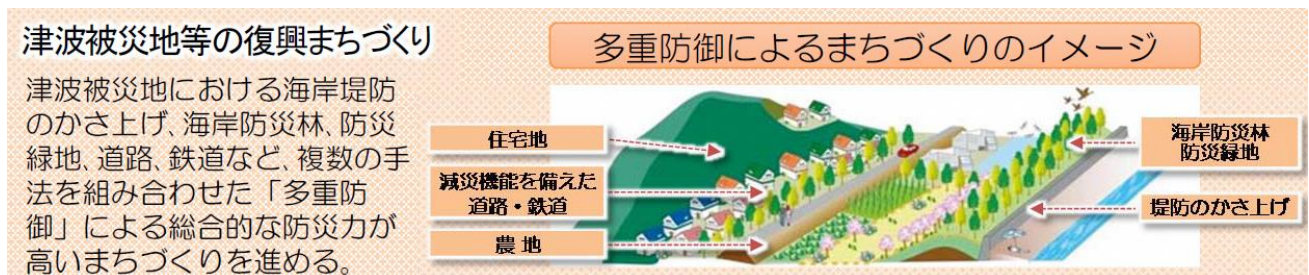 津波被災地等の復興まちづくり
津波被災地における海岸堤防
のかさ上げ、海岸防災林、防災
緑地、道路、鉄道など、複数の手
法を組み合わせた「多重防
御」による総合的な防災力が
高いまちづくりを進める。
多重防御によるまちづくりのイメージ
住宅地
減災機能を備えた
道路・鉄道
農地
海岸防災林
防災緑地
堤防のかさ上げ